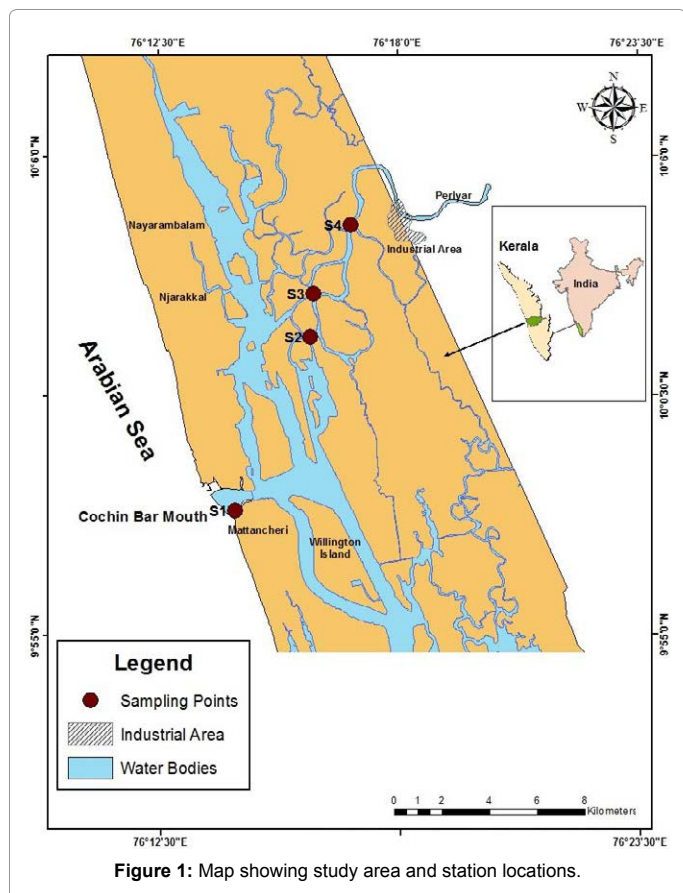 76°12'30"E
76°18'0"E
76°23'30"E
N
W E
S
10°6'0"N
10°6'0"N
Periyar
Nayarambalam
S4
Industrial Area
Kerala
India
Njarakkal
S3
S2
Arabian Sea
10°0'30"N
Cochin Bar Mouth
S1
Mattancheri
Willington
Island
9°55'0"N
9°55'0"N
Legend
Sampling Points
Industrial Area
Water Bodies
0 1 2 4 6 8
Kilometers
76°12'30"E
76°18'0"E
76°23'30"E
Figure 1: Map showing study area and station locations.